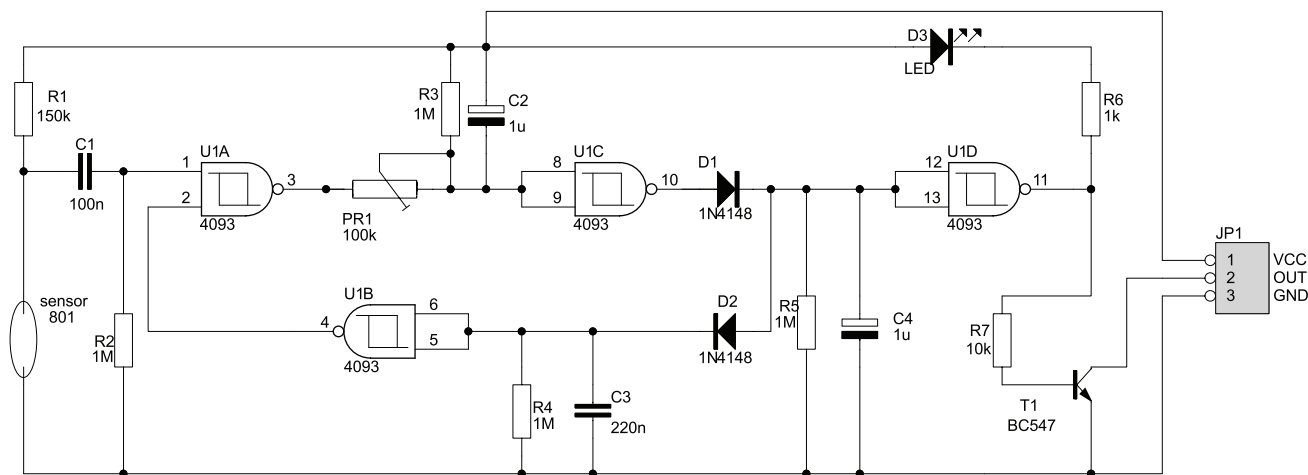 D3
LED
R1
150k
R3
1M
C2
1u
R6
1k
C1
100n
U1A
1
2
3
4093
PR1
100k
U1C
8
9
10
4093
D1
1N4148
U1D
12
13
11
4093
JP1
1 VCC
2 OUT
3 GND
sensor
801
R2
1M
U1B
6
5
4
4093
D2
1N4148
R5
1M
C4
1u
R7
10k
R4
1M
C3
220n
T1
BC547